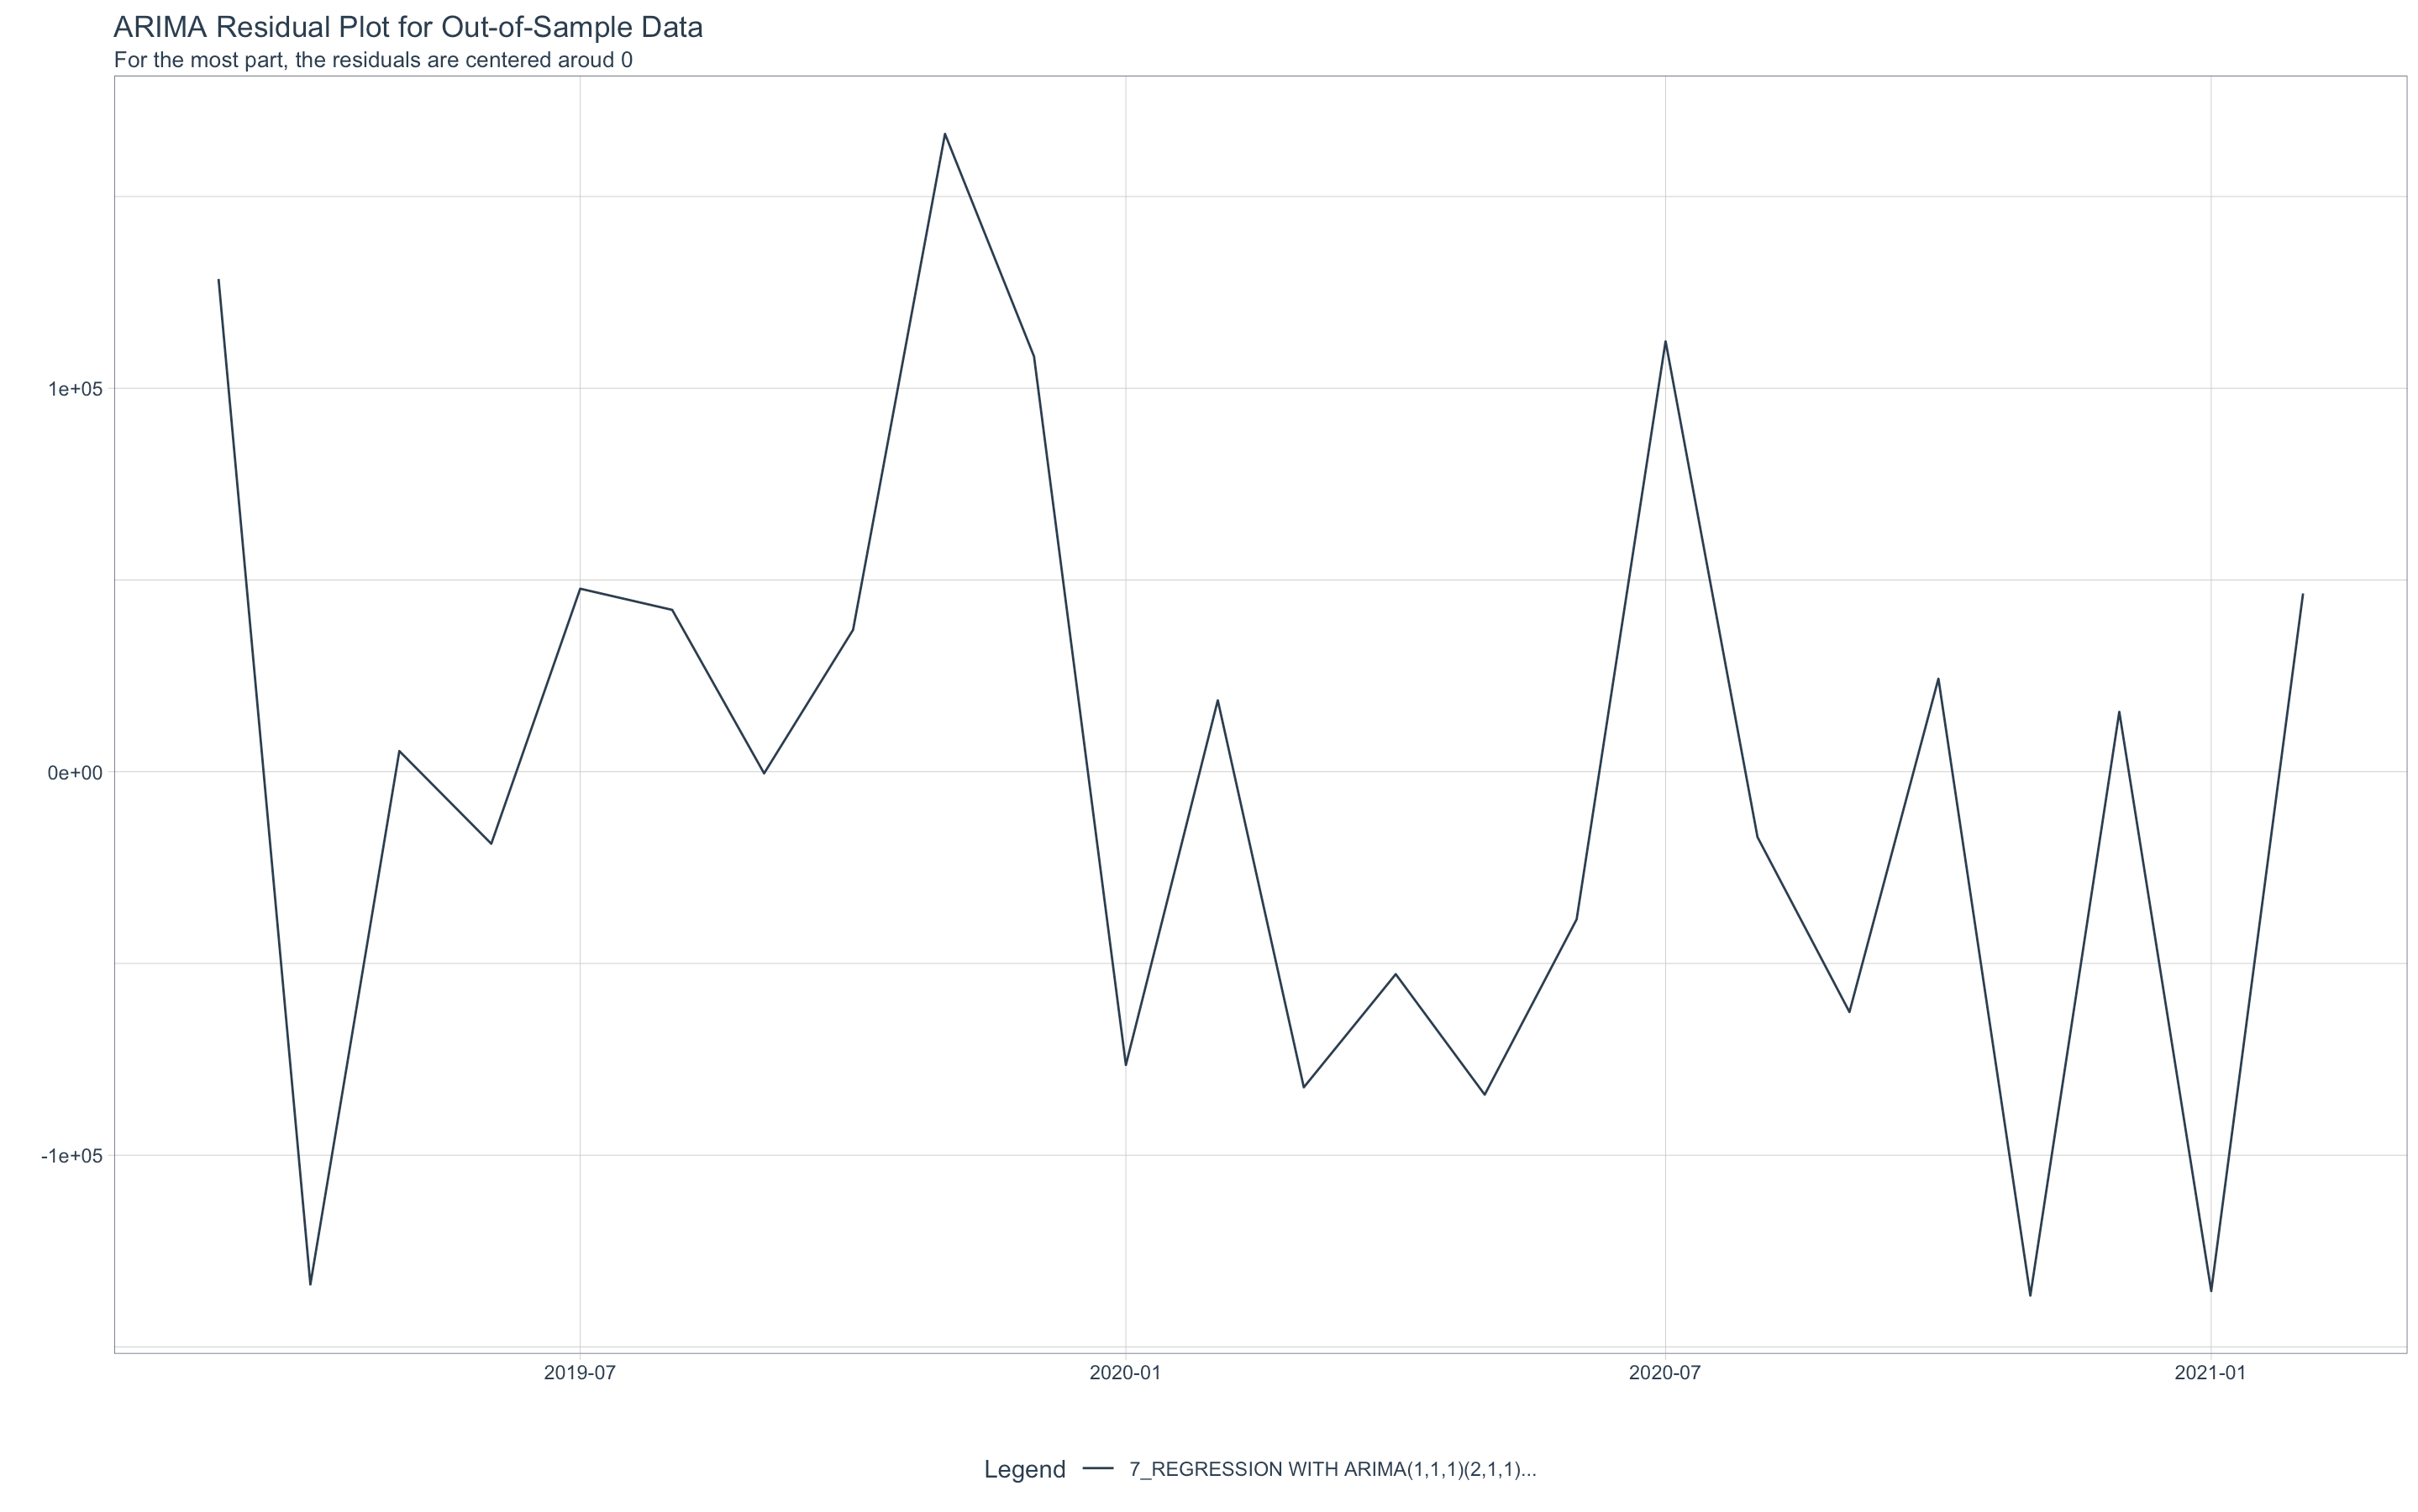 ARIMA Residual Plot for Out-of-Sample Data
For the most part, the residuals are centered aroud 0
1e+05
0e+00
-1e+05
2019-07 2020-01 2020-07 2021-01
Legend 7_REGRESSION WITH ARIMA(1,1,1)(2,1,1)...